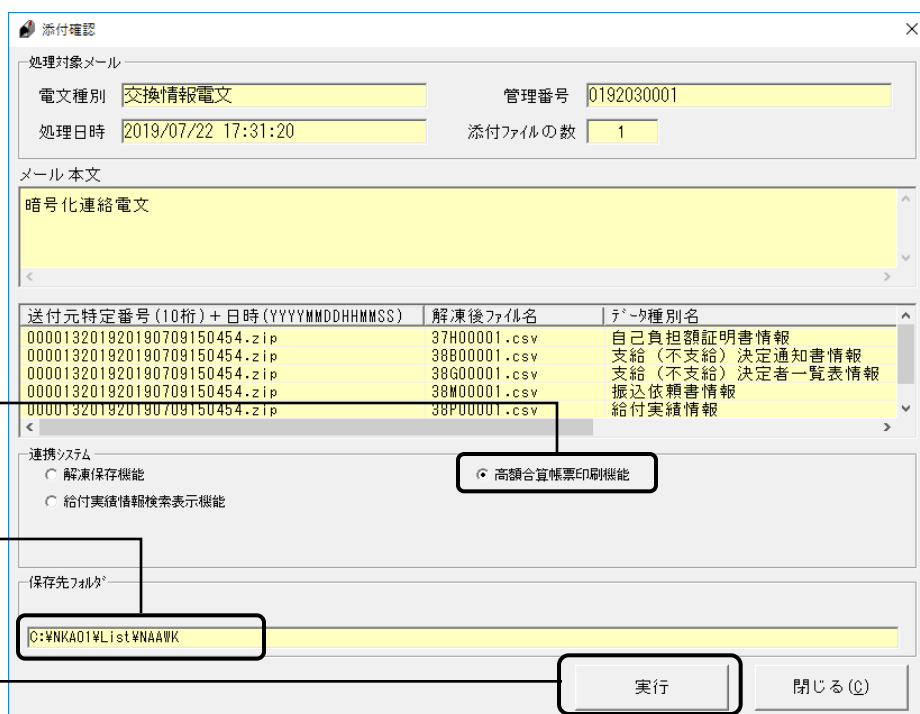 添付確認
処理対象メール
電文種別 交換情報電文 管理番号 0192030001
処理日時 2019/07/22 17:31:20 添付ファイルの数 1
メール本文
暗号化連絡電文
送付元特定番号(10桁)+日時(YYYYMMDDHHMMSS) 解凍後ファイル名 データ種別名
000013201920190709150454.zip 37H00001.csv 自己負担額証明書情報
000013201920190709150454.zip 38B00001.csv 支給(不支給)決定通知書情報
000013201920190709150454.zip 38G00001.csv 支給(不支給)決定者一覧表情報
000013201920190709150454.zip 38M00001.csv 振込依頼書情報
000013201920190709150454.zip 38P00001.csv 給付実績情報
連携システム
解凍保存機能 高額合算帳票印刷機能
給付実績情報検索表示機能
保存先フォルダ
C:¥NKA01¥List¥NAAWK
実行 閉じる(C)